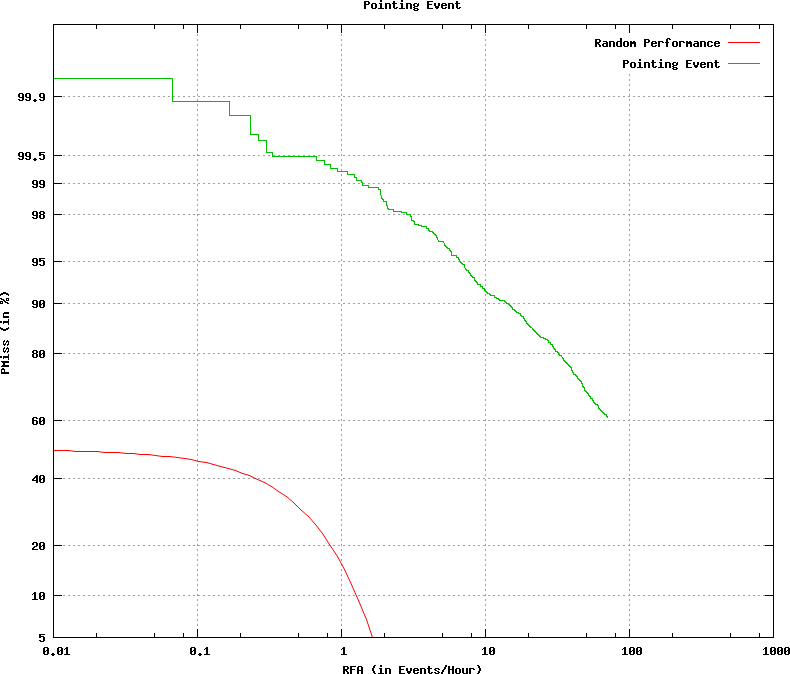 Pointing Event
Random Performance
Pointing Event
99.9
99.5
99
98
95
90
80
60
40
20
10
5
PMiss (in %)
0.01 0.1 1 10 100 1000
RFA (in Events/Hour)